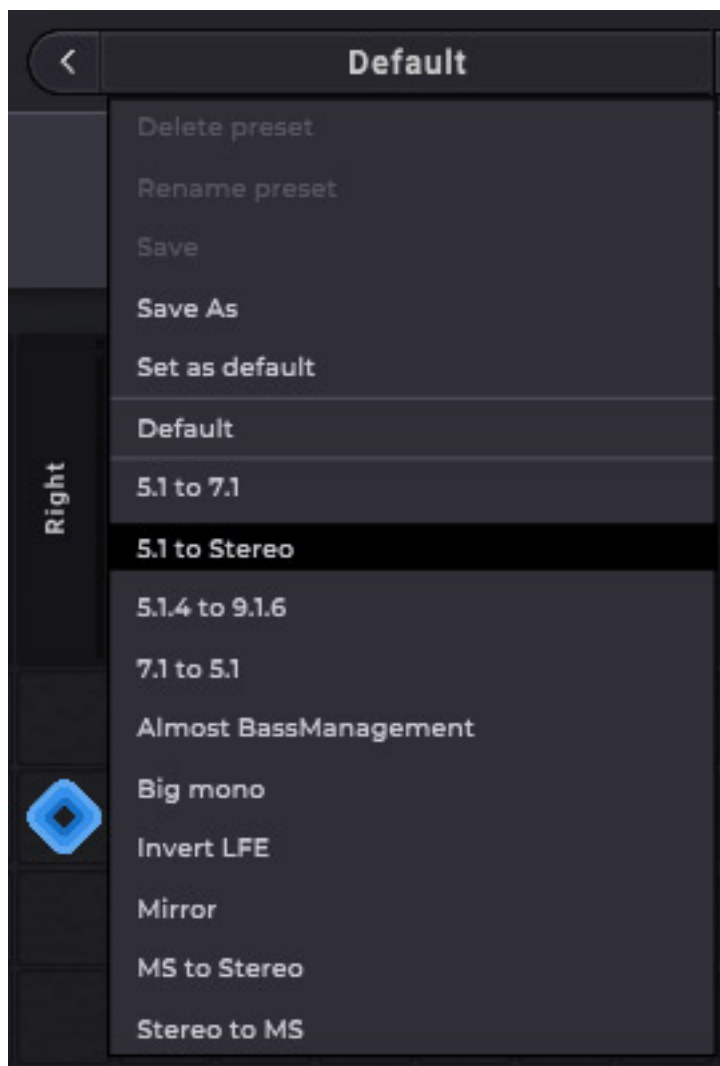 Default
Delete preset
Rename preset
Save
Save As
Set as default
Default
5.1 to 7.1
5.1 to Stereo
5.1.4 to 9.1.6
7.1 to 5.1
Almost BassManagement
Big mono
Invert LFE
Mirror
MS to Stereo
Stereo to MS
Right